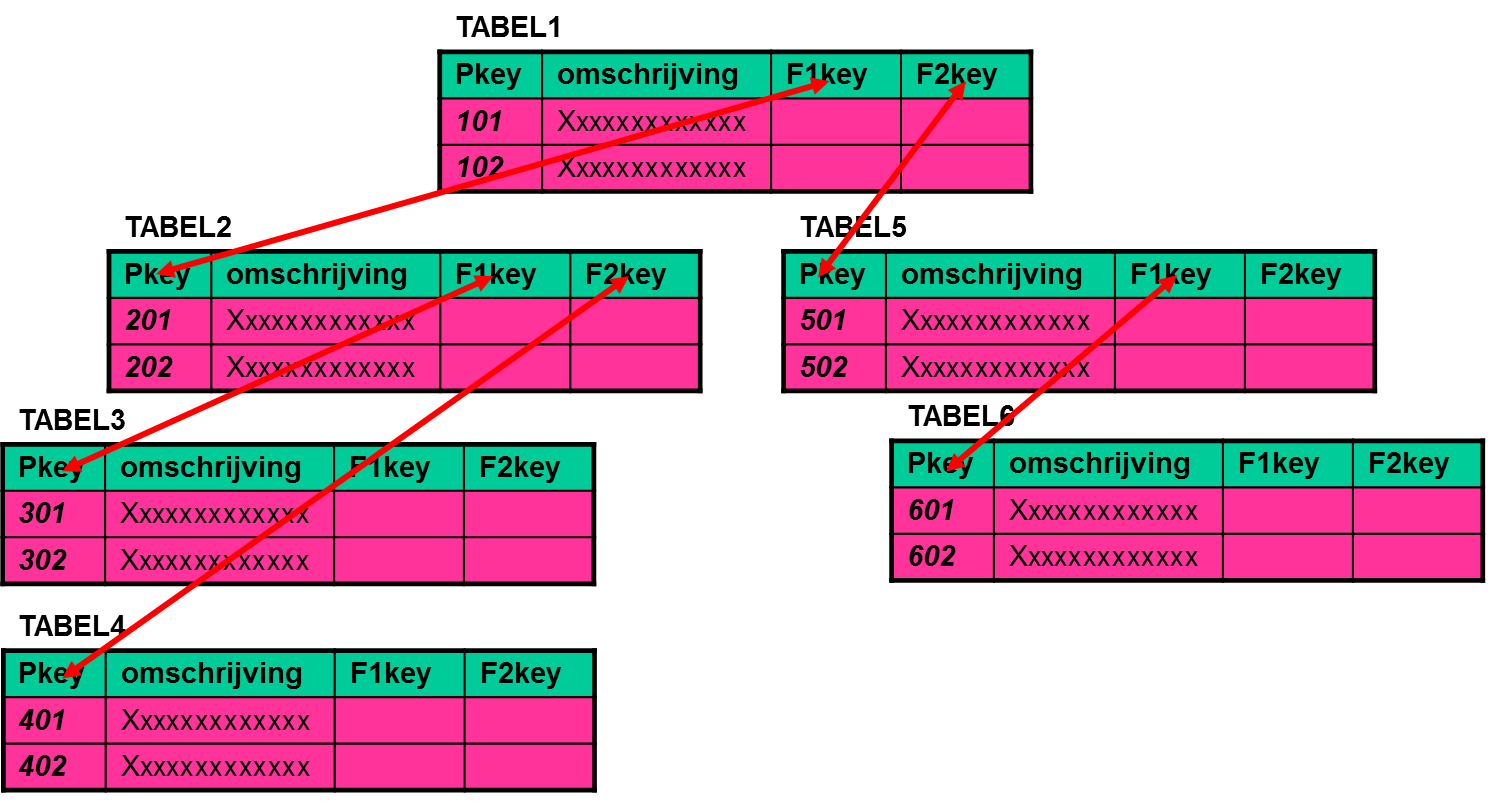 TABEL1
Pkey omschrijving F1key F2key
101 Xxxxxxxxxxxxx
102 Xxxxxxxxxxxxx
TABEL2
Pkey omschrijving F1key F2key
201 Xxxxxxxxxxxxx
202 Xxxxxxxxxxxxx
TABEL5
Pkey omschrijving F1key F2key
501 Xxxxxxxxxxxxx
502 Xxxxxxxxxxxxx
TABEL3
Pkey omschrijving F1key F2key
301 Xxxxxxxxxxxxx
302 Xxxxxxxxxxxxx
TABEL6
Pkey omschrijving F1key F2key
601 Xxxxxxxxxxxxx
602 Xxxxxxxxxxxxx
TABEL4
Pkey omschrijving F1key F2key
401 Xxxxxxxxxxxxx
402 Xxxxxxxxxxxxx